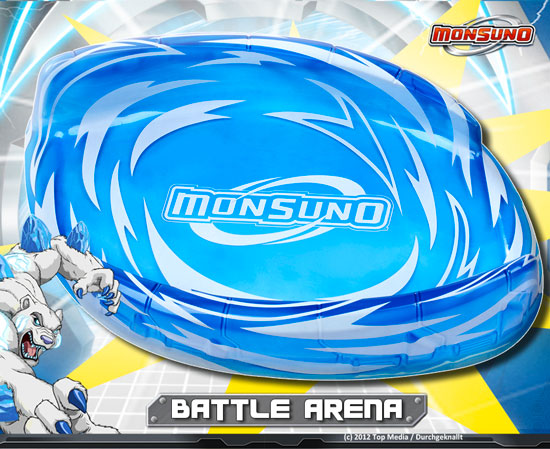 MONSUNO
MONSUNO
BATTLE ARENA
(c) 2012 Top Media / Durchgeknallt